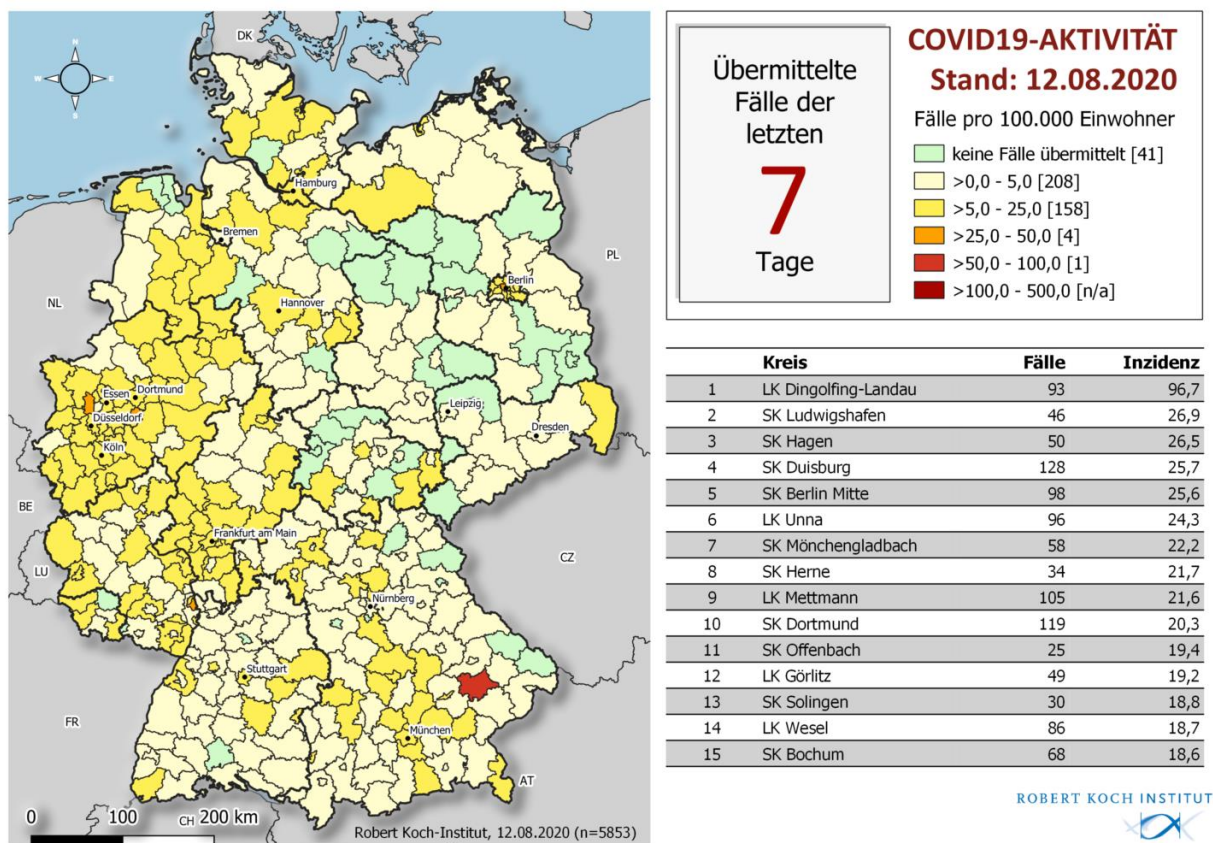 DK
W
N
E
S
Hamburg
Bremen
PL
Berlin
NL
Hannover
Essen
Dortmund
Düsseldorf
Leipzig
Köln
Dresden
BE
Frankfurt am Main
LU
CZ
Nürnberg
Stuttgart
FR
München
AT
0 100 200 km
CH
Robert Koch-Institut, 12.08.2020 (n=5853)
Übermittelte
Fälle der
letzten
7
Tage
COVID19-AKTIVITÄT
Stand: 12.08.2020
Fälle pro 100.000 Einwohner
keine Fälle übermittelt [41]
>0,0 - 5,0 [208]
>5,0 - 25,0 [158]
>25,0 - 50,0 [4]
>50,0 - 100,0 [1]
>100,0 - 500,0 [n/a]
Kreis Fälle Inzidenz
1 LK Dingolfing-Landau 93 96,7
2 SK Ludwigshafen 46 26,9
3 SK Hagen 50 26,5
4 SK Duisburg 128 25,7
5 SK Berlin Mitte 98 25,6
6 LK Unna 96 24,3
7 SK Mönchengladbach 58 22,2
8 SK Herne 34 21,7
9 LK Mettmann 105 21,6
10 SK Dortmund 119 20,3
11 SK Offenbach 25 19,4
12 LK Görlitz 49 19,2
13 SK Solingen 30 18,8
14 LK Wesel 86 18,7
15 SK Bochum 68 18,6
ROBERT KOCH INSTITUT